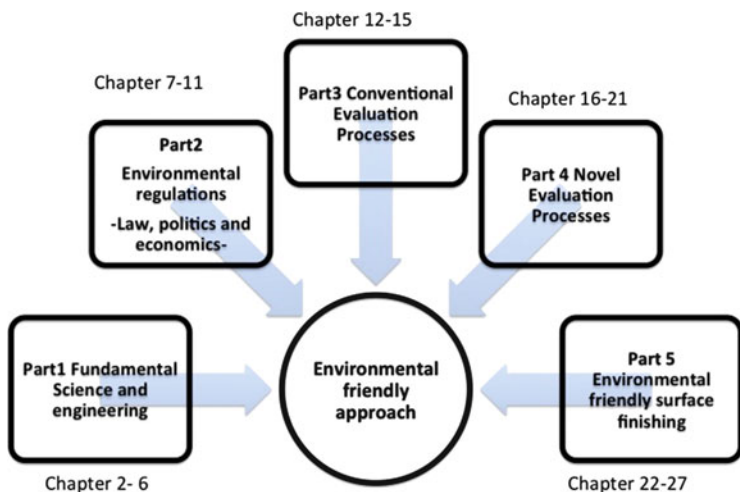 Chapter 12-15
Part3 Conventional
Evaluation
Processes
Chapter 7-11
Part2
Environmental
regulations
-Law, politics and
economics-
Chapter 16-21
Part 4 Novel
Evaluation
Processes
Part1 Fundamental
Science and
engineering
Chapter 2- 6
Environmental
friendly
approach
Part 5
Environmental
friendly surface
finishing
Chapter 22-27